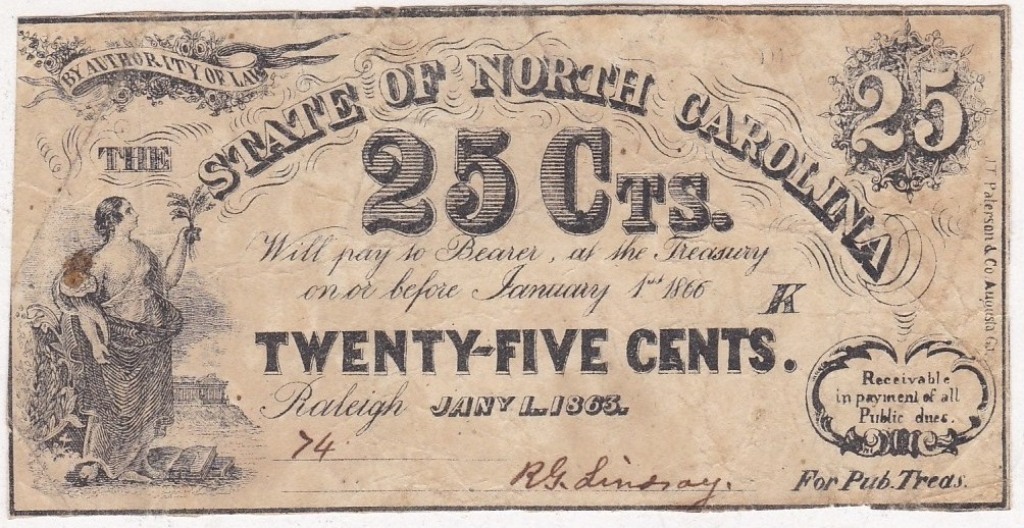 BY AUTHORITY OF LAW
THE
STATE OF NORTH CAROLINA
25
25 CTS.
Will pay to Bearer, at the Treasury
on or before January 1st 1866
K
TWENTY-FIVE CENTS.
Raleigh JANY 1. 1863.
Receivable
in payment of all
Public dues.
74
R.G. Lindsay.
For Pub. Treas.
J.T. Paterson & Co Augusta Ga.